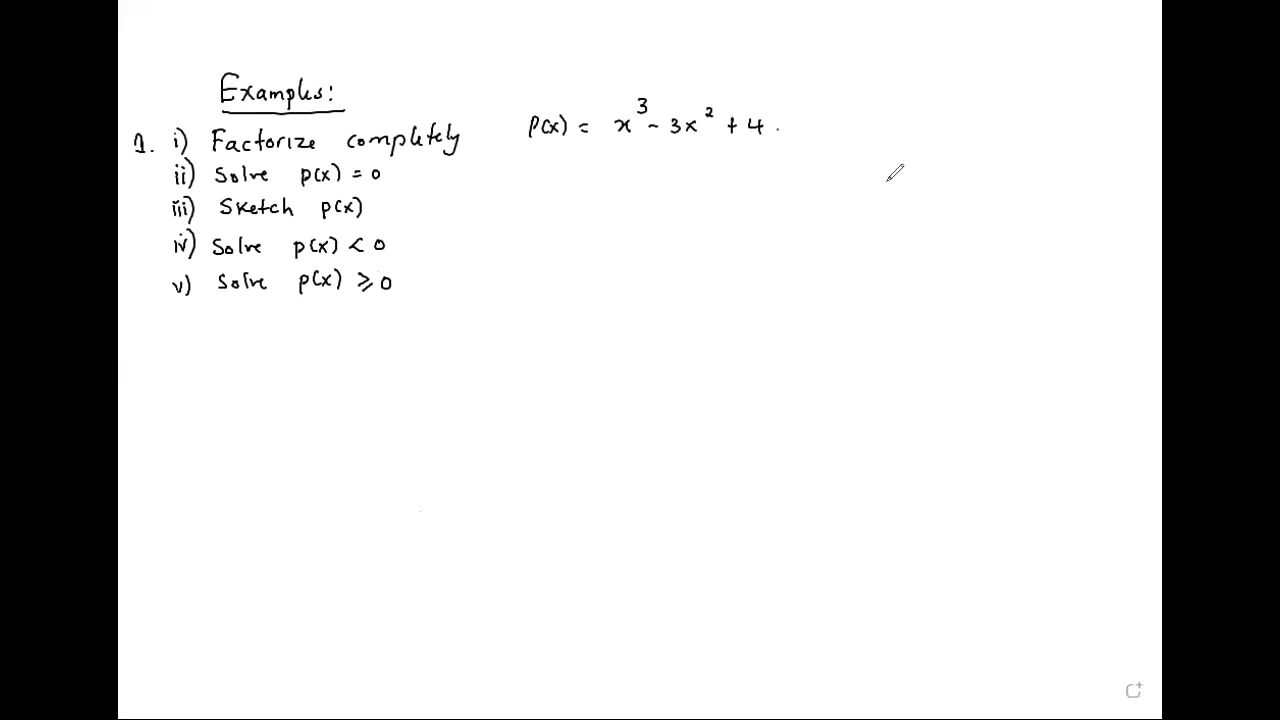 Examples:
1. i) Factorize completely p(x) = x³ - 3x² + 4.
ii) Solve p(x) = 0
iii) Sketch p(x)
iv) Solve p(x) < 0
v) Solve p(x) ⩾ 0